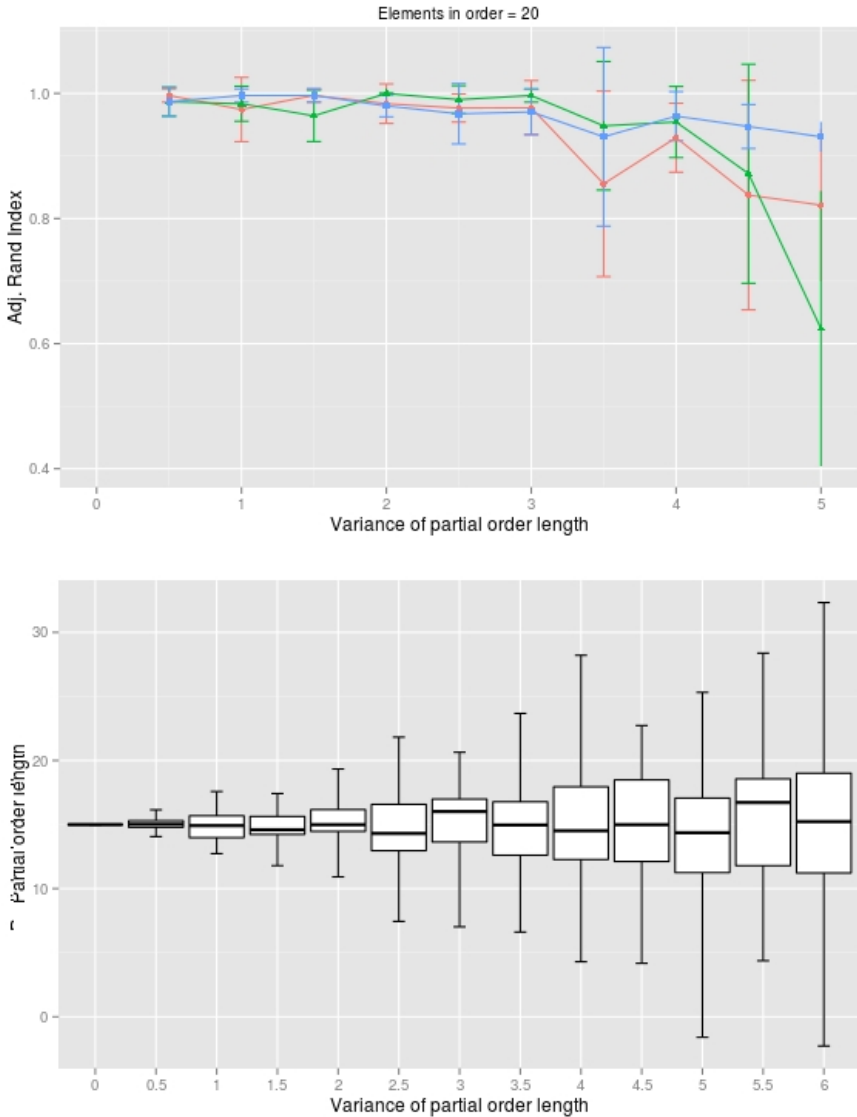 Elements in order = 20
Adj. Rand Index
1.0
0.8
0.6
0.4
0 1 2 3 4 5
Variance of partial order length
Partial order length
30
20
10
0
0 0.5 1 1.5 2 2.5 3 3.5 4 4.5 5 5.5 6
Variance of partial order length